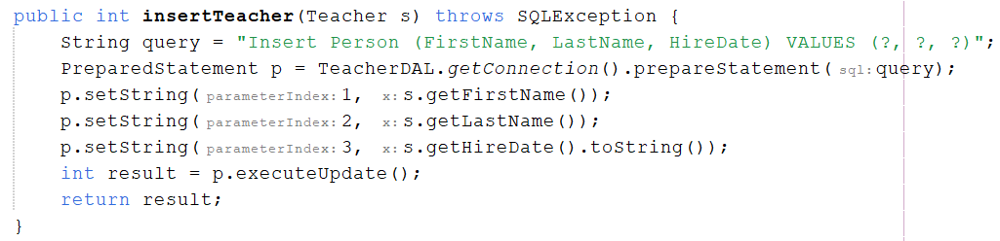 public int insertTeacher(Teacher s) throws SQLException {
String query = "Insert Person (FirstName, LastName, HireDate) VALUES (?, ?, ?)";
PreparedStatement p = TeacherDAL.getConnection().prepareStatement( sql: query);
p.setString( parameterIndex: 1, x: s.getFirstName());
p.setString( parameterIndex: 2, x: s.getLastName());
p.setString( parameterIndex: 3, x: s.getHireDate().toString());
int result = p.executeUpdate();
return result;
}